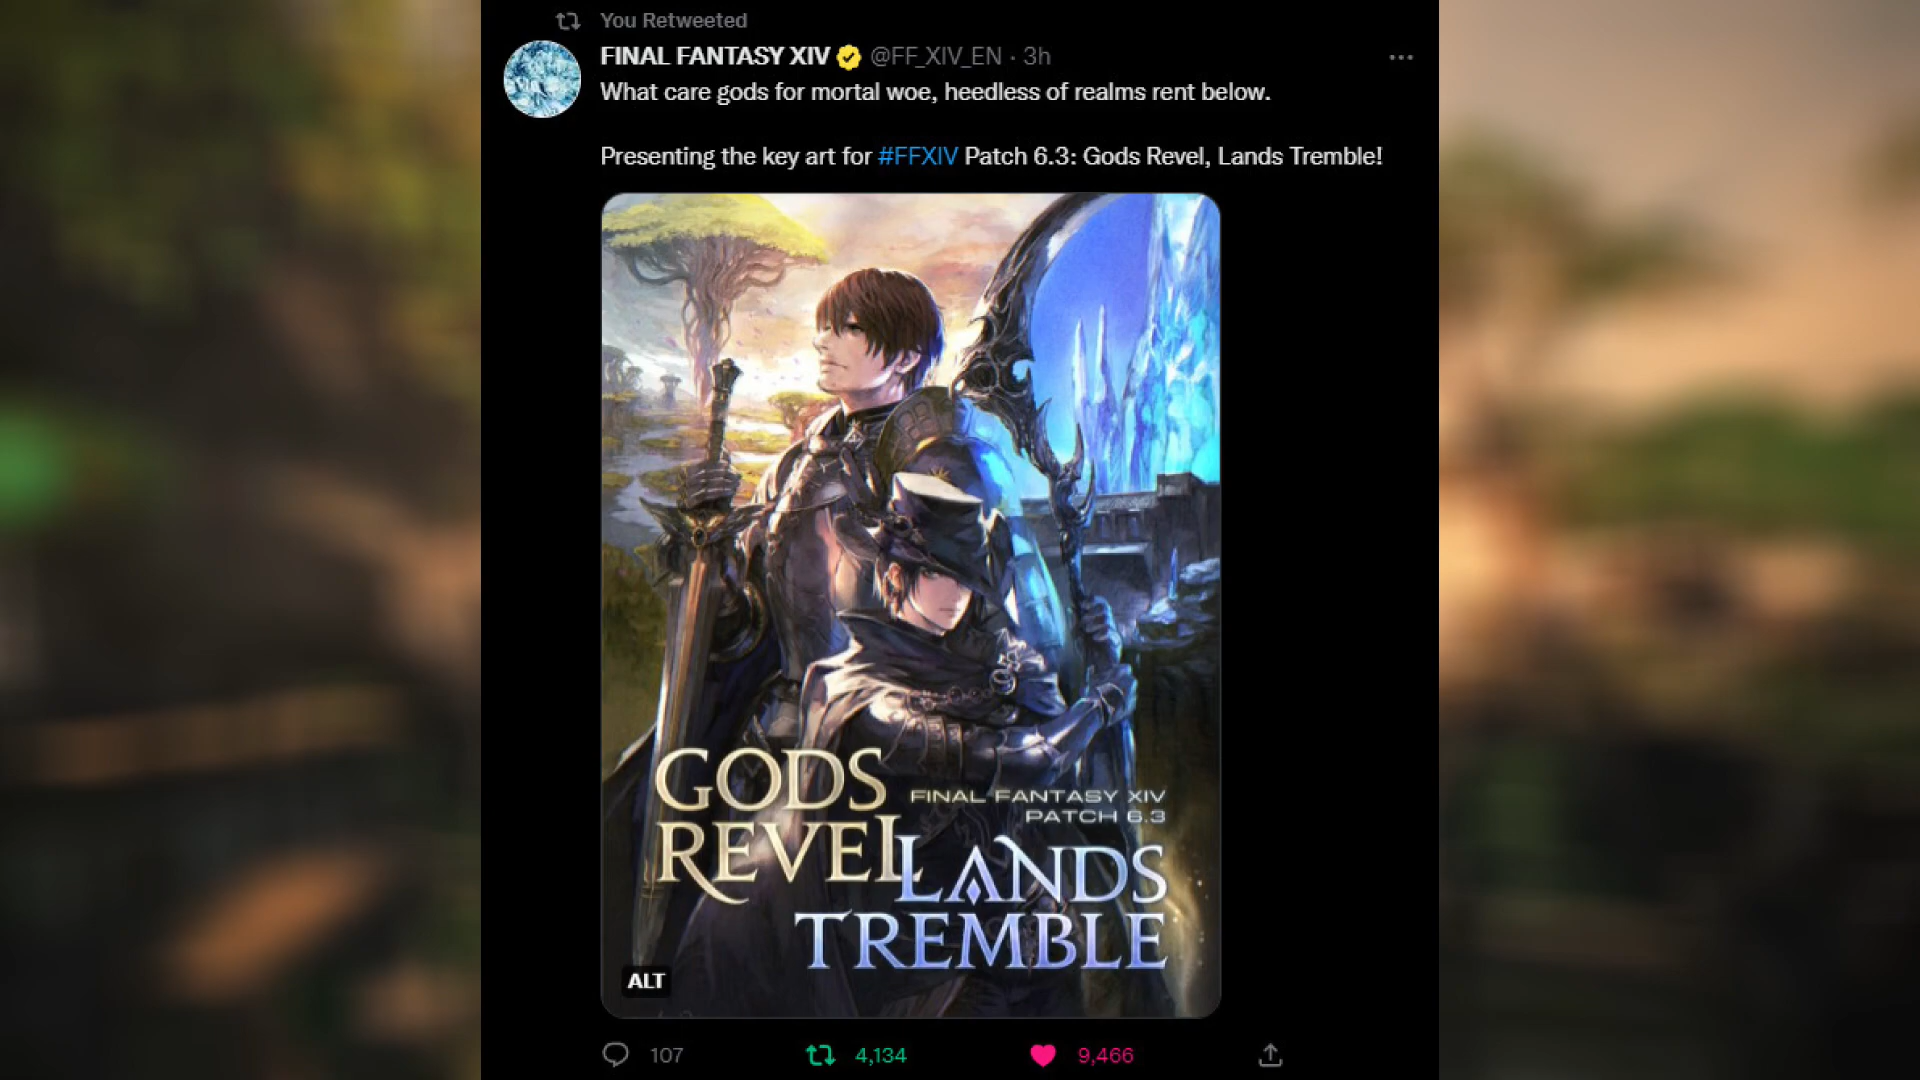 You Retweeted
FINAL FANTASY XIV @FF_XIV_EN · 3h
What care gods for mortal woe, heedless of realms rent below.
Presenting the key art for #FFXIV Patch 6.3: Gods Revel, Lands Tremble!
GODS
REVEL,
FINAL FANTASY XIV
PATCH 6.3
LANDS
TREMBLE
ALT
107 4,134 9,466